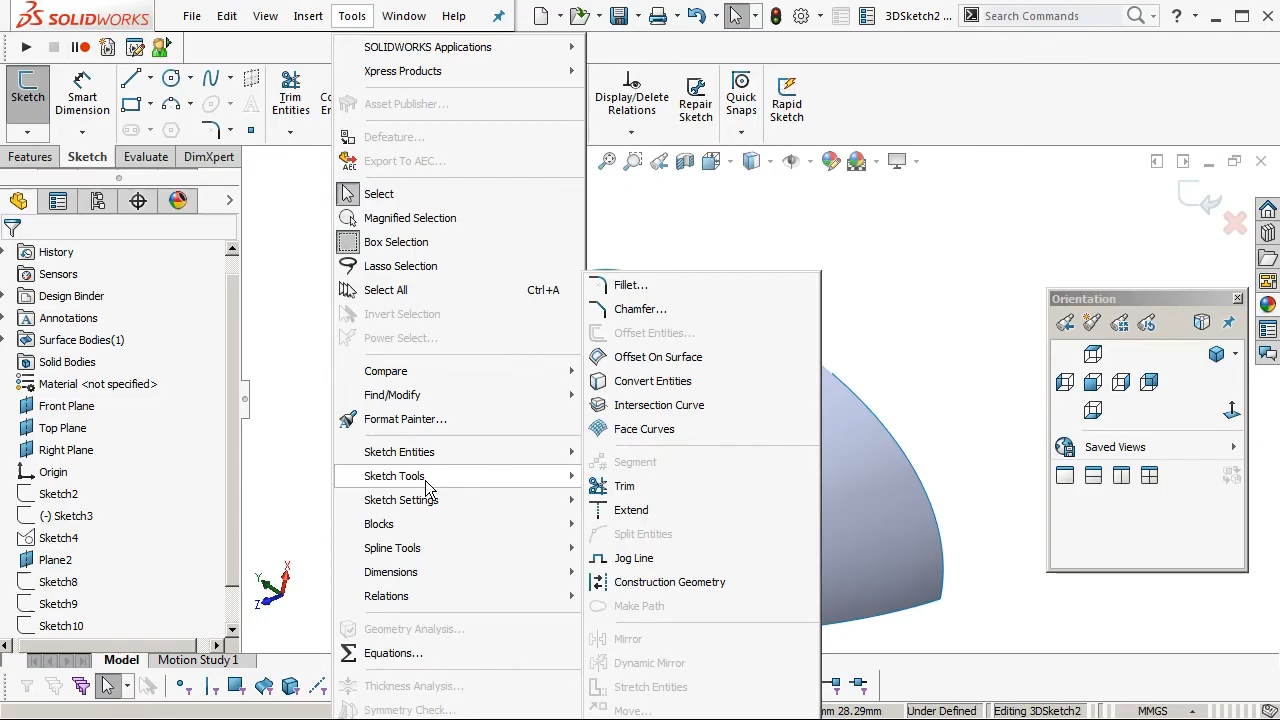 SOLIDWORKS
File Edit View Insert Tools Window Help
3DSketch2 ...
Search Commands
?
Sketch
Smart
Dimension
Trim
Entities
Display/Delete
Relations
Repair
Sketch
Quick
Snaps
Rapid
Sketch
Features Sketch Evaluate DimXpert
History
Sensors
Design Binder
Annotations
Surface Bodies(1)
Solid Bodies
Material <not specified>
Front Plane
Top Plane
Right Plane
Origin
Sketch2
(-) Sketch3
Sketch4
Plane2
Sketch8
Sketch9
Sketch10
Model Motion Study 1
SOLIDWORKS Applications
Xpress Products
Asset Publisher...
Defeature...
Export To AEC...
Select
Magnified Selection
Box Selection
Lasso Selection
Select All Ctrl+A
Invert Selection
Power Select...
Compare
Find/Modify
Format Painter...
Sketch Entities
Sketch Tools
Sketch Settings
Blocks
Spline Tools
Dimensions
Relations
Geometry Analysis...
Equations...
Thickness Analysis...
Symmetry Check...
Fillet...
Chamfer...
Offset Entities...
Offset On Surface
Convert Entities
Intersection Curve
Face Curves
Segment
Trim
Extend
Split Entities
Jog Line
Construction Geometry
Make Path
Mirror
Dynamic Mirror
Stretch Entities
Move...
Orientation
Saved Views
X
Y
Z
mm 28.29mm Under Defined Editing 3DSketch2 MMGS